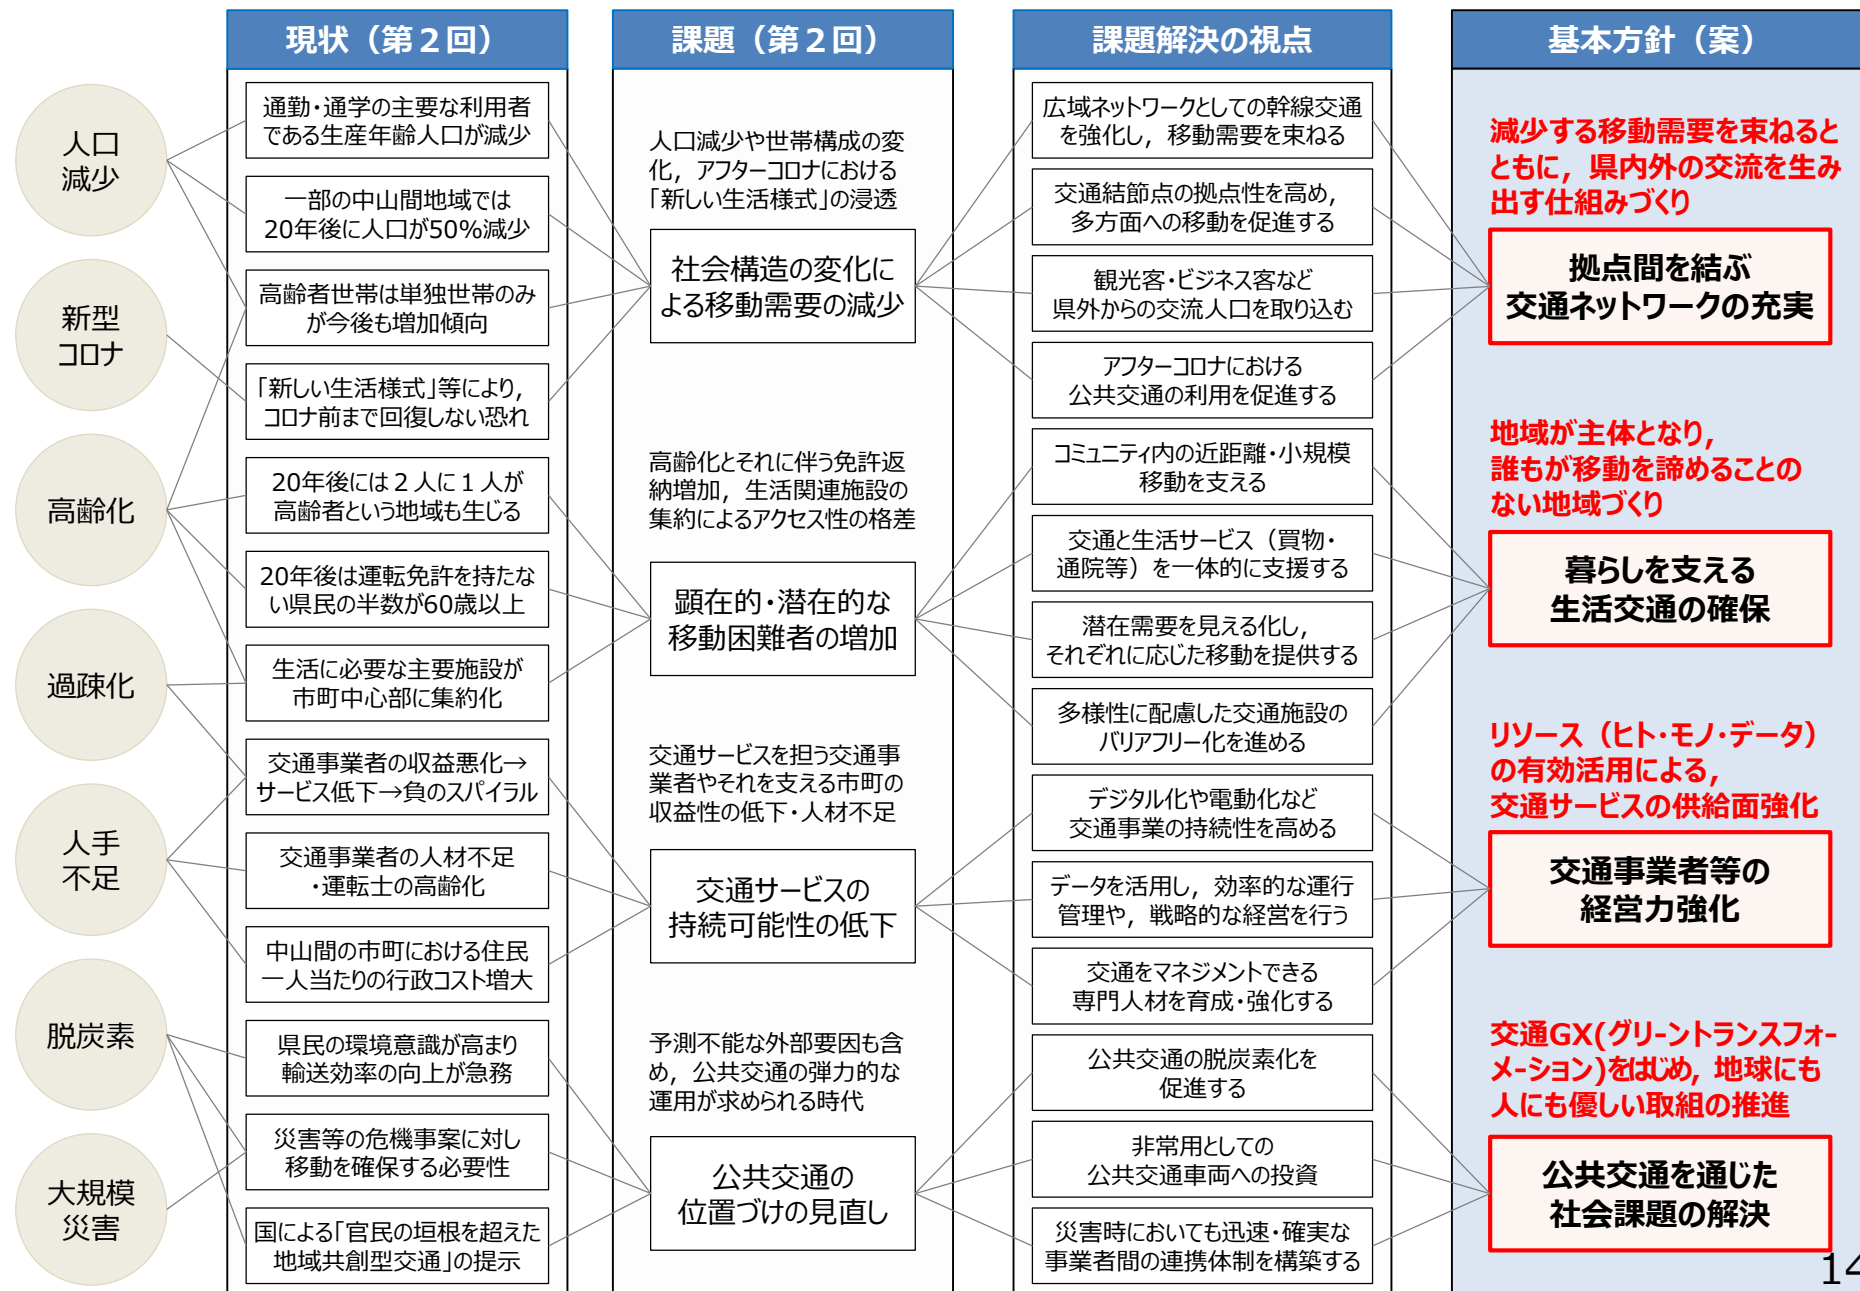 現状（第２回）
課題（第２回）
課題解決の視点
基本方針（案）
人口
減少
新型
コロナ
高齢化
過疎化
人手
不足
脱炭素
大規模
災害
通勤・通学の主要な利用者
である生産年齢人口が減少
一部の中山間地域では
20年後に人口が50%減少
高齢者世帯は単独世帯のみ
が今後も増加傾向
「新しい生活様式」等により，
コロナ前まで回復しない恐れ
20年後には２人に１人が
高齢者という地域も生じる
20年後は運転免許を持たな
い県民の半数が60歳以上
生活に必要な主要施設が
市町中心部に集約化
交通事業者の収益悪化→
サービス低下→負のスパイラル
交通事業者の人材不足
・運転士の高齢化
中山間の市町における住民
一人当たりの行政コスト増大
県民の環境意識が高まり
輸送効率の向上が急務
災害等の危機事案に対し
移動を確保する必要性
国による「官民の垣根を超えた
地域共創型交通」の提示
人口減少や世帯構成の変
化，アフターコロナにおける
「新しい生活様式」の浸透
社会構造の変化に
よる移動需要の減少
高齢化とそれに伴う免許返
納増加，生活関連施設の
集約によるアクセス性の格差
顕在的・潜在的な
移動困難者の増加
交通サービスを担う交通事
業者やそれを支える市町の
収益性の低下・人材不足
交通サービスの
持続可能性の低下
予測不能な外部要因も含
め，公共交通の弾力的な
運用が求められる時代
公共交通の
位置づけの見直し
広域ネットワークとしての幹線交通
を強化し，移動需要を束ねる
交通結節点の拠点性を高め，
多方面への移動を促進する
観光客・ビジネス客など
県外からの交流人口を取り込む
アフターコロナにおける
公共交通の利用を促進する
コミュニティ内の近距離・小規模
移動を支える
交通と生活サービス（買物・
通院等）を一体的に支援する
潜在需要を見える化し，
それぞれに応じた移動を提供する
多様性に配慮した交通施設の
バリアフリー化を進める
デジタル化や電動化など
交通事業の持続性を高める
データを活用し，効率的な運行
管理や，戦略的な経営を行う
交通をマネジメントできる
専門人材を育成・強化する
公共交通の脱炭素化を
促進する
非常用としての
公共交通車両への投資
災害時においても迅速・確実な
事業者間の連携体制を構築する
減少する移動需要を束ねると
ともに，県内外の交流を生み
出す仕組みづくり
拠点間を結ぶ
交通ネットワークの充実
地域が主体となり，
誰もが移動を諦めることの
ない地域づくり
暮らしを支える
生活交通の確保
リソース（ヒト・モノ・データ）
の有効活用による，
交通サービスの供給面強化
交通事業者等の
経営力強化
交通GX(グリーントランスフォー
メーション)をはじめ，地球にも
人にも優しい取組の推進
公共交通を通じた
社会課題の解決
14